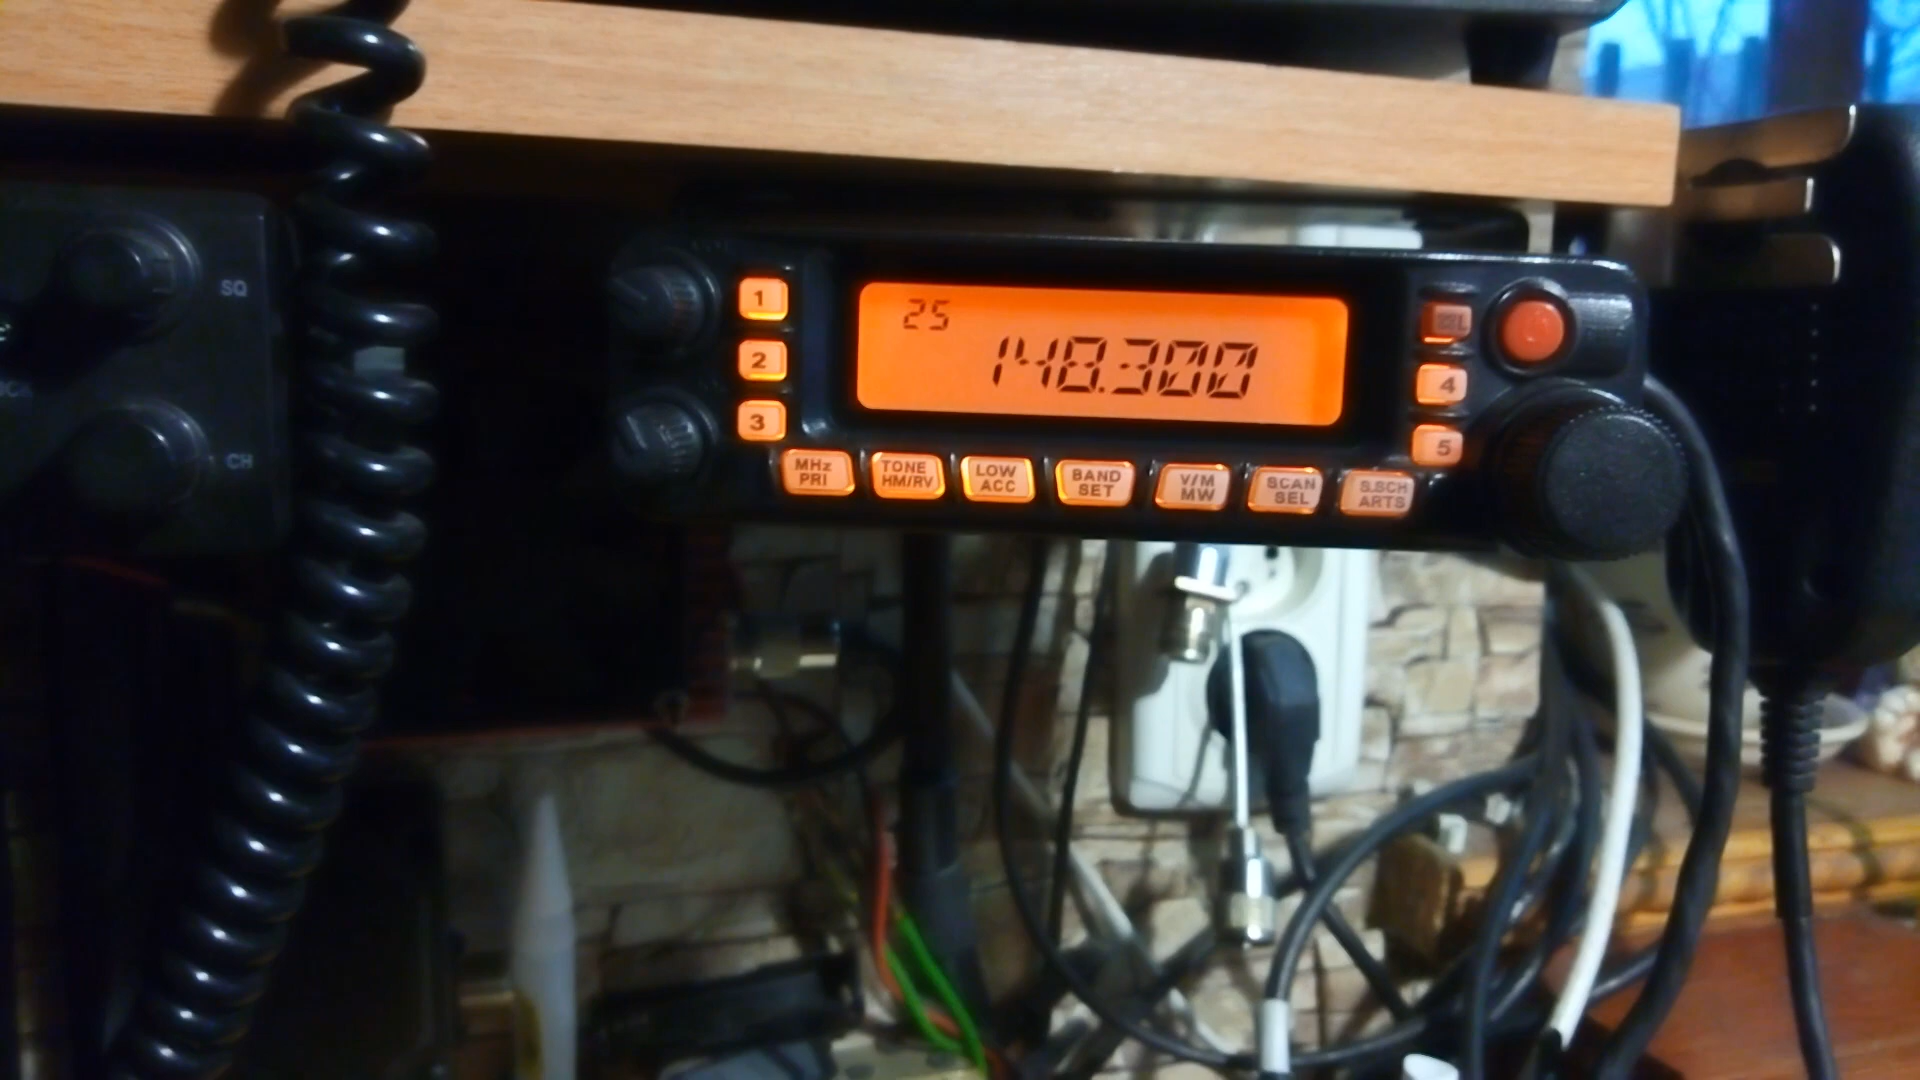 SQ
CH
1
2
3
25
148.300
4
5
MHz
PRI
TONE
HM/RV
LOW
ACC
BAND
SET
V/M
MW
SCAN
SEL
S.SCH
ARTS